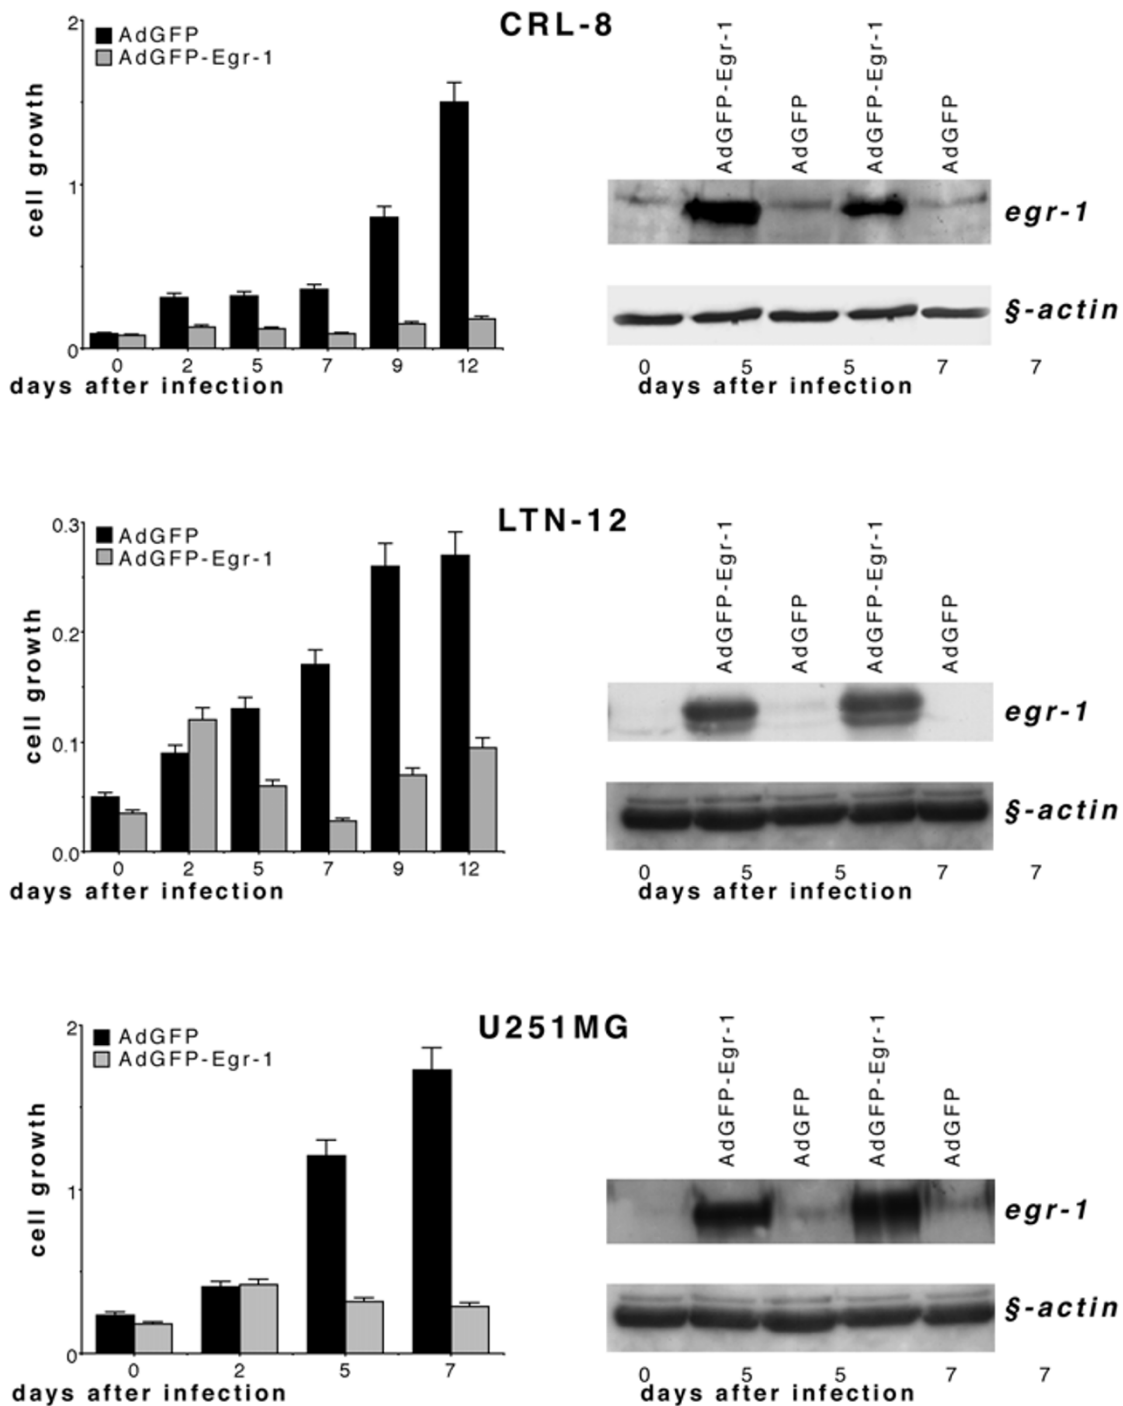 CRL-8
2
AdGFP
AdGFP-Egr-1
1
0
cell growth
0 2 5 7 9 12
days after infection
AdGFP-Egr-1
AdGFP
AdGFP-Egr-1
AdGFP
egr-1
§-actin
0 5 5 7 7
days after infection
LTN-12
0.3
AdGFP
AdGFP-Egr-1
0.2
0.1
0.0
cell growth
0 2 5 7 9 12
days after infection
AdGFP-Egr-1
AdGFP
AdGFP-Egr-1
AdGFP
egr-1
§-actin
0 5 5 7 7
days after infection
U251MG
2
AdGFP
AdGFP-Egr-1
1
0
cell growth
0 2 5 7
days after infection
AdGFP-Egr-1
AdGFP
AdGFP-Egr-1
AdGFP
egr-1
§-actin
0 5 5 7 7
days after infection